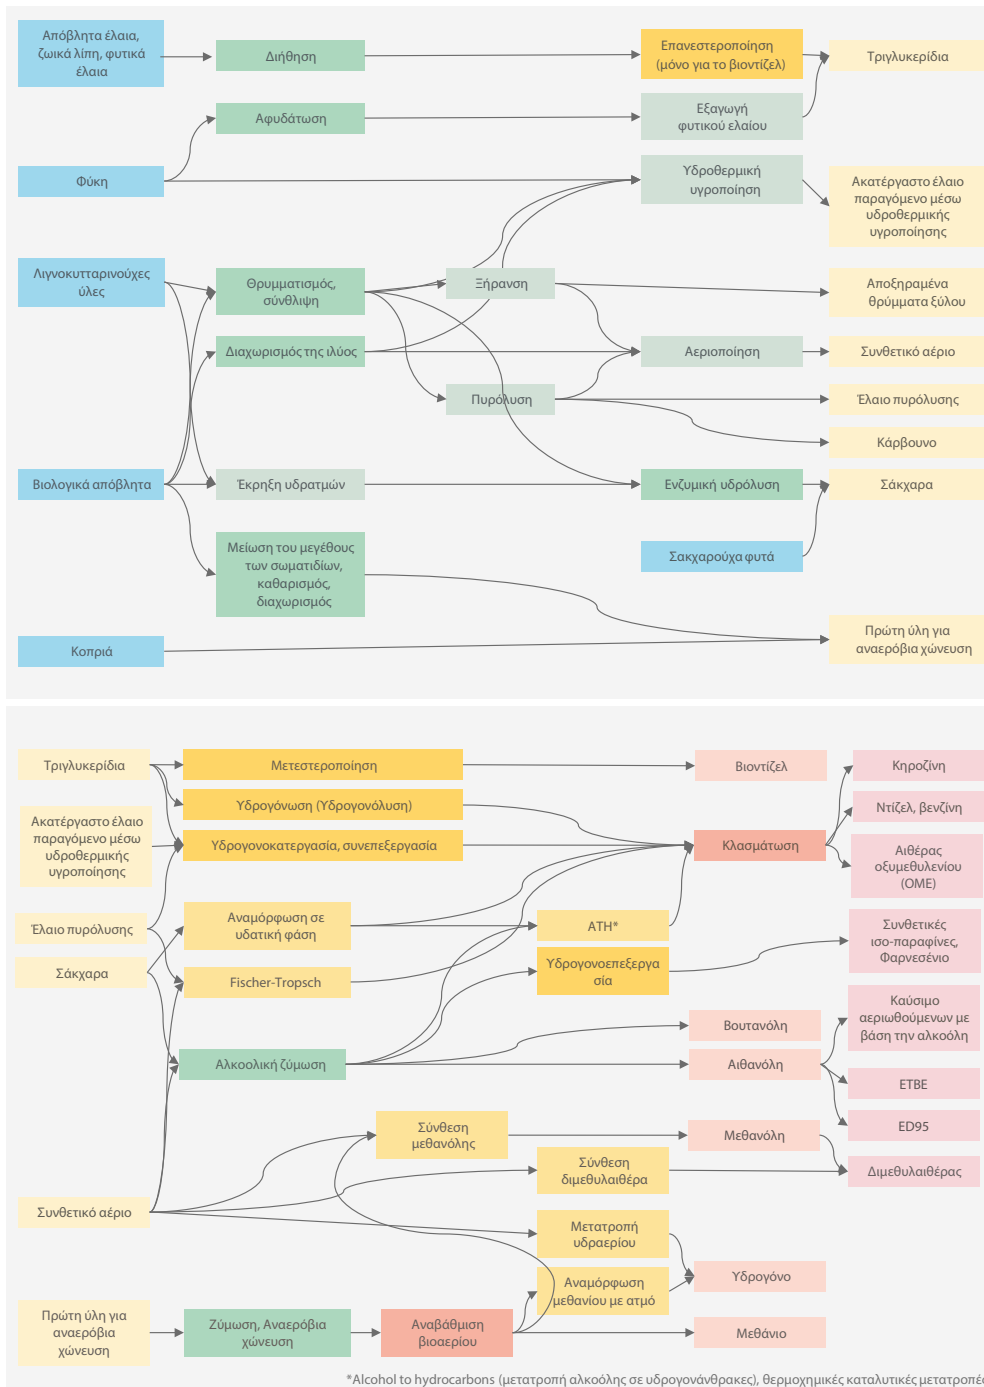 Απόβλητα έλαια,
ζωικά λίπη, φυτικά
έλαια
Διήθηση
Επανεστεροποίηση
(μόνο για το βιοντίζελ)
Τριγλυκερίδια
Αφυδάτωση
Εξαγωγή
φυτικού ελαίου
Φύκη
Υδροθερμική
υγροποίηση
Ακατέργαστο έλαιο
παραγόμενο μέσω
υδροθερμικής
υγροποίησης
Λιγνοκυτταρινούχες
ύλες
Θρυμματισμός,
σύνθλιψη
Ξήρανση
Αποξηραμένα
θρύμματα ξύλου
Διαχωρισμός της ιλύος
Αεριοποίηση
Συνθετικό αέριο
Πυρόλυση
Έλαιο πυρόλυσης
Κάρβουνο
Βιολογικά απόβλητα
Έκρηξη υδρατμών
Ενζυμική υδρόλυση
Σάκχαρα
Μείωση του μεγέθους
των σωματιδίων,
καθαρισμός,
διαχωρισμός
Σακχαρούχα φυτά
Κοπριά
Πρώτη ύλη για
αναερόβια χώνευση
Τριγλυκερίδια
Μετεστεροποίηση
Βιοντίζελ
Κηροζίνη
Υδρογόνωση (Υδρογονόλυση)
Ντίζελ, βενζίνη
Ακατέργαστο έλαιο
παραγόμενο μέσω
υδροθερμικής
υγροποίησης
Υδρογονοκατεργασία, συνεπεξεργασία
Κλασμάτωση
Αιθέρας
οξυμεθυλενίου
(OME)
Έλαιο πυρόλυσης
Αναμόρφωση σε
υδατική φάση
ATH*
Συνθετικές
ισο-παραφίνες,
Φαρνεσένιο
Σάκχαρα
Fischer-Tropsch
Υδρογονοεπεξεργα
σία
Καύσιμο
αεριωθούμενων με
βάση την αλκοόλη
Βουτανόλη
Αλκοολική ζύμωση
Αιθανόλη
ETBE
ED95
Σύνθεση
μεθανόλης
Μεθανόλη
Σύνθεση
διμεθυλαιθέρα
Διμεθυλαιθέρας
Συνθετικό αέριο
Μετατροπή
υδραερίου
Υδρογόνο
Αναμόρφωση
μεθανίου με ατμό
Πρώτη ύλη για
αναερόβια
χώνευση
Ζύμωση, Αναερόβια
χώνευση
Αναβάθμιση
βιοαερίου
Μεθάνιο
*Alcohol to hydrocarbons (μετατροπή αλκοόλης σε υδρογονάνθρακες), θερμοχημικές καταλυτικές μετατροπές